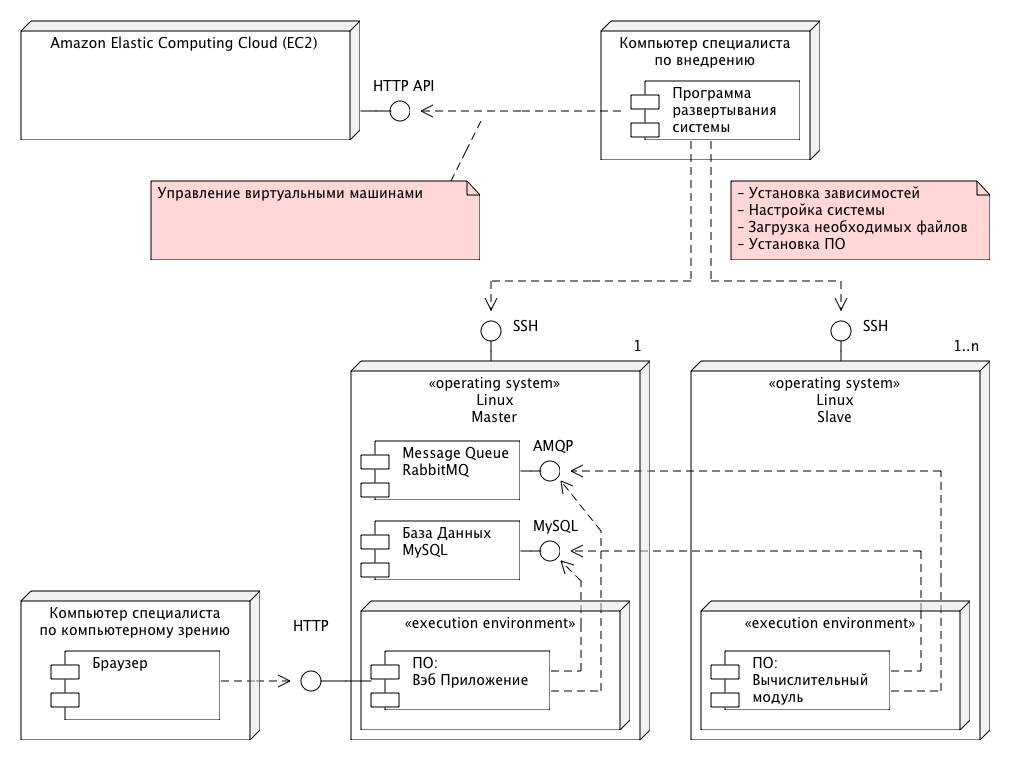 Amazon Elastic Computing Cloud (EC2)
Компьютер специалиста
по внедрению
HTTP API
Программа
развертывания
системы
Управление виртуальными машинами
– Установка зависимостей
– Настройка системы
– Загрузка необходимых файлов
– Установка ПО
SSH
SSH
1
1..n
«operating system»
Linux
Master
«operating system»
Linux
Slave
Message Queue
RabbitMQ
AMQP
База Данных
MySQL
MySQL
Компьютер специалиста
по компьютерному зрению
Браузер
HTTP
«execution environment»
ПО:
Вэб Приложение
«execution environment»
ПО:
Вычислительный
модуль